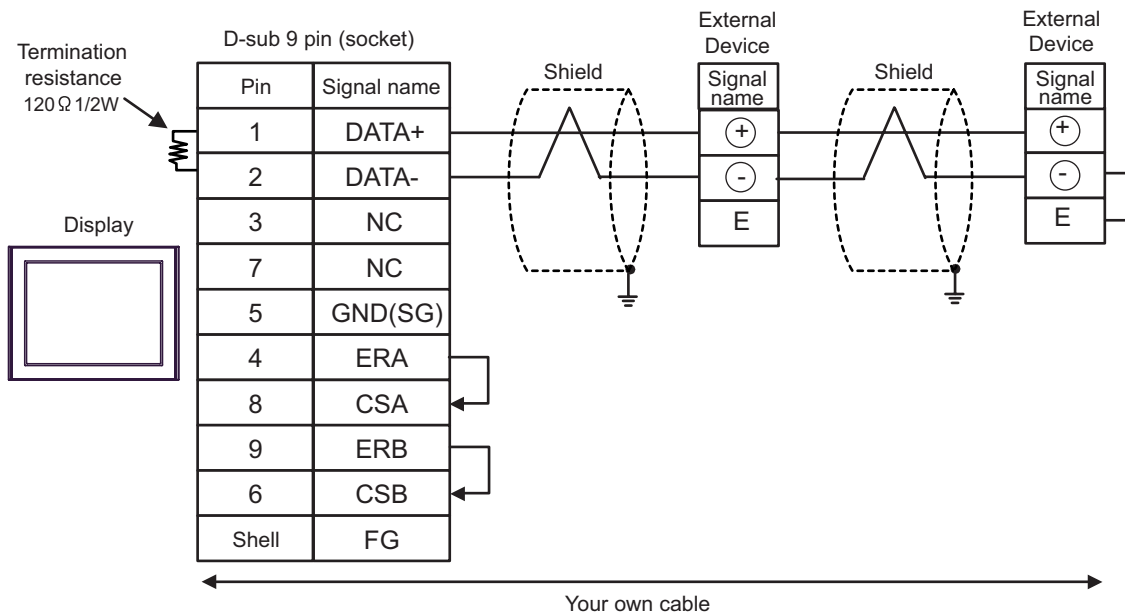 D-sub 9 pin (socket)
Termination
resistance
120Ω 1/2W
Display
Pin Signal name
1 DATA+
2 DATA-
3 NC
7 NC
5 GND(SG)
4 ERA
8 CSA
9 ERB
6 CSB
Shell FG
Shield
External
Device
Signal
name
+
-
E
Shield
External
Device
Signal
name
+
-
E
Your own cable